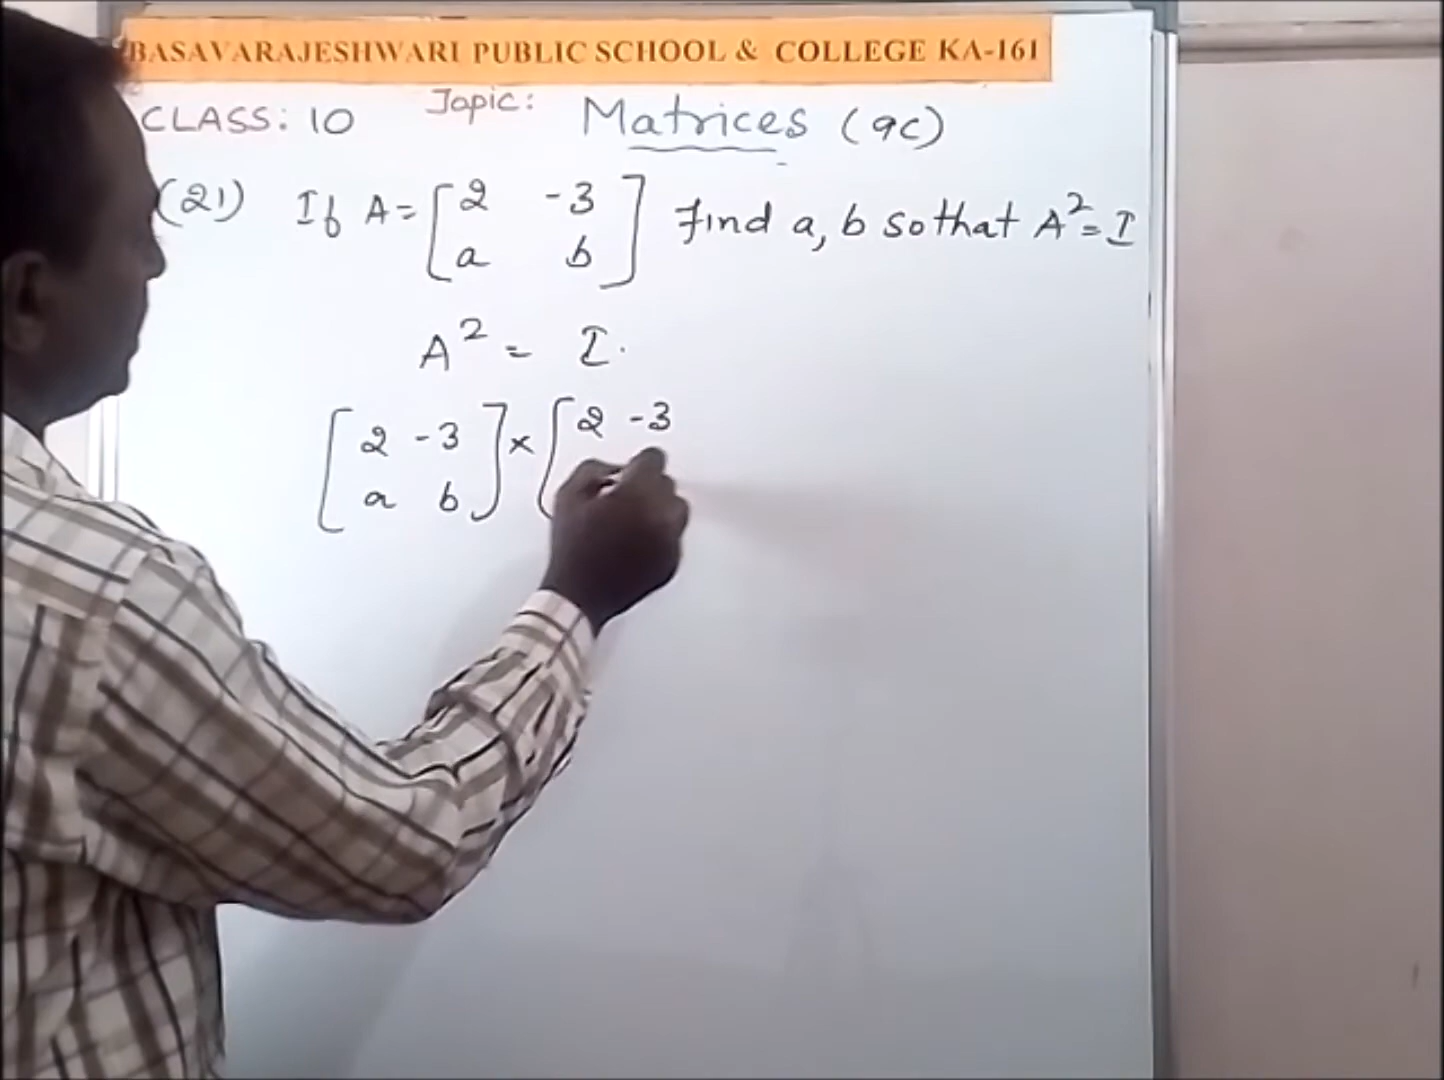 BASAVARAJESHWARI PUBLIC SCHOOL & COLLEGE KA-161
CLASS: 10 Topic: Matrices (9C)
(21) If A = [2 -3] find a, b so that A² = I
[a b]
A² = I.
[2 -3] × [2 -3
[a b]